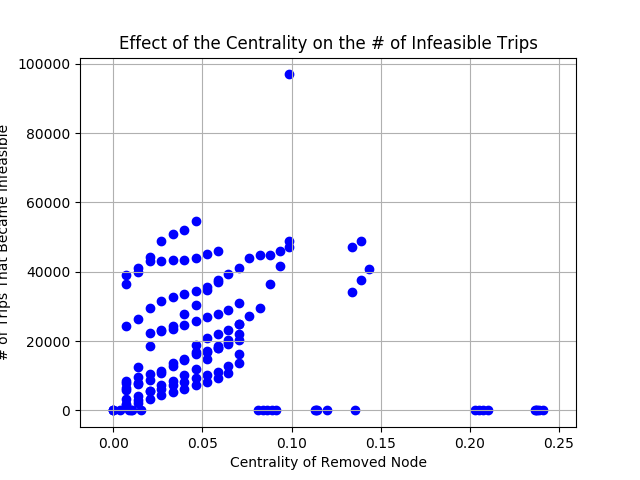 Effect of the Centrality on the # of Infeasible Trips
# of Trips That Became Infeasible
100000
80000
60000
40000
20000
0
0.00 0.05 0.10 0.15 0.20 0.25
Centrality of Removed Node